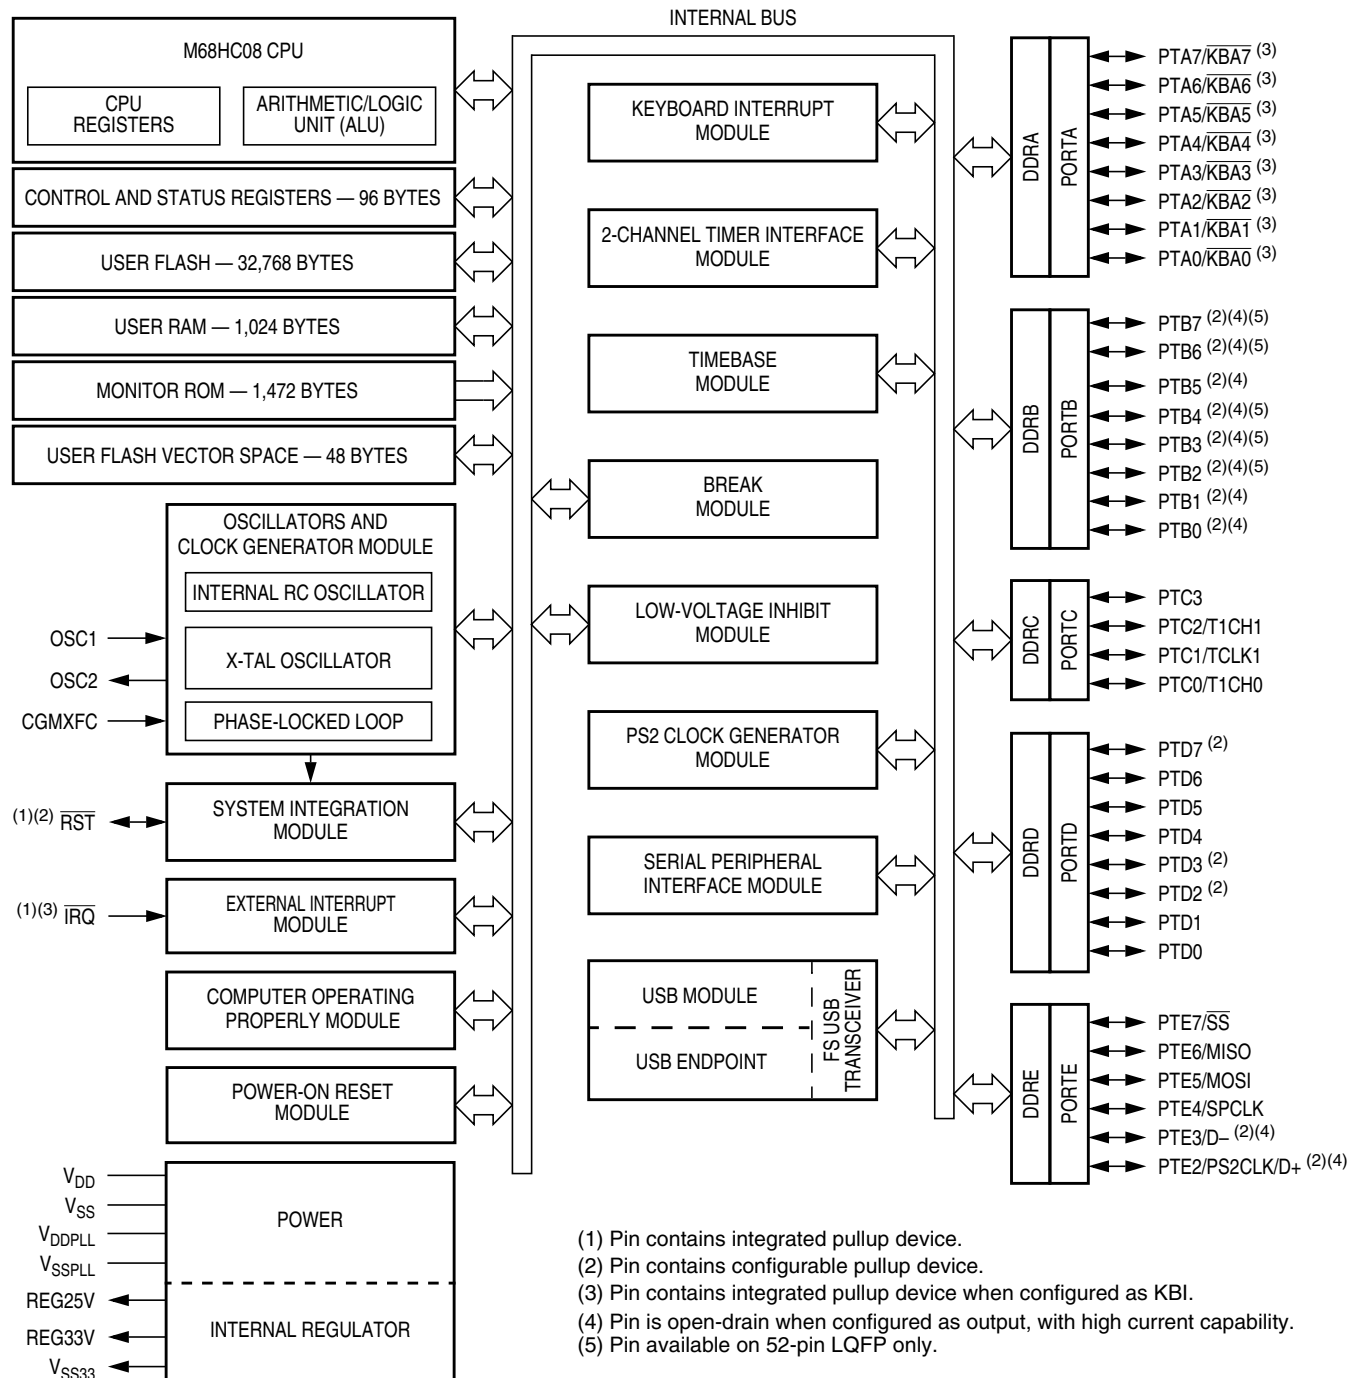 INTERNAL BUS
M68HC08 CPU
CPU
REGISTERS
ARITHMETIC/LOGIC
UNIT (ALU)
CONTROL AND STATUS REGISTERS — 96 BYTES
USER FLASH — 32,768 BYTES
USER RAM — 1,024 BYTES
MONITOR ROM — 1,472 BYTES
USER FLASH VECTOR SPACE — 48 BYTES
OSCILLATORS AND
CLOCK GENERATOR MODULE
INTERNAL RC OSCILLATOR
X-TAL OSCILLATOR
PHASE-LOCKED LOOP
OSC1
OSC2
CGMXFC
SYSTEM INTEGRATION
MODULE
(1)(2) RST
EXTERNAL INTERRUPT
MODULE
(1)(3) IRQ
COMPUTER OPERATING
PROPERLY MODULE
POWER-ON RESET
MODULE
VDD
VSS
VDDPLL
VSSPLL
REG25V
REG33V
VSS33
POWER
INTERNAL REGULATOR
KEYBOARD INTERRUPT
MODULE
2-CHANNEL TIMER INTERFACE
MODULE
TIMEBASE
MODULE
BREAK
MODULE
LOW-VOLTAGE INHIBIT
MODULE
PS2 CLOCK GENERATOR
MODULE
SERIAL PERIPHERAL
INTERFACE MODULE
USB MODULE
USB ENDPOINT
FS USB
TRANSCEIVER
DDRA
PORTA
PTA7/KBA7 (3)
PTA6/KBA6 (3)
PTA5/KBA5 (3)
PTA4/KBA4 (3)
PTA3/KBA3 (3)
PTA2/KBA2 (3)
PTA1/KBA1 (3)
PTA0/KBA0 (3)
DDRB
PORTB
PTB7 (2)(4)(5)
PTB6 (2)(4)(5)
PTB5 (2)(4)
PTB4 (2)(4)(5)
PTB3 (2)(4)(5)
PTB2 (2)(4)(5)
PTB1 (2)(4)
PTB0 (2)(4)
DDRC
PORTC
PTC3
PTC2/T1CH1
PTC1/TCLK1
PTC0/T1CH0
DDRD
PORTD
PTD7 (2)
PTD6
PTD5
PTD4
PTD3 (2)
PTD2 (2)
PTD1
PTD0
DDRE
PORTE
PTE7/SS
PTE6/MISO
PTE5/MOSI
PTE4/SPCLK
PTE3/D– (2)(4)
PTE2/PS2CLK/D+ (2)(4)
(1) Pin contains integrated pullup device.
(2) Pin contains configurable pullup device.
(3) Pin contains integrated pullup device when configured as KBI.
(4) Pin is open-drain when configured as output, with high current capability.
(5) Pin available on 52-pin LQFP only.